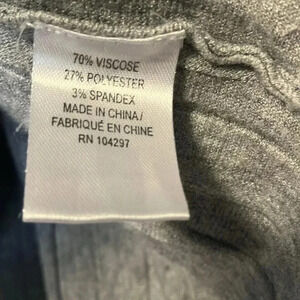 70% VISCOSE
27% POLYESTER
3% SPANDEX
MADE IN CHINA/
FABRIQUÉ EN CHINE
RN 104297